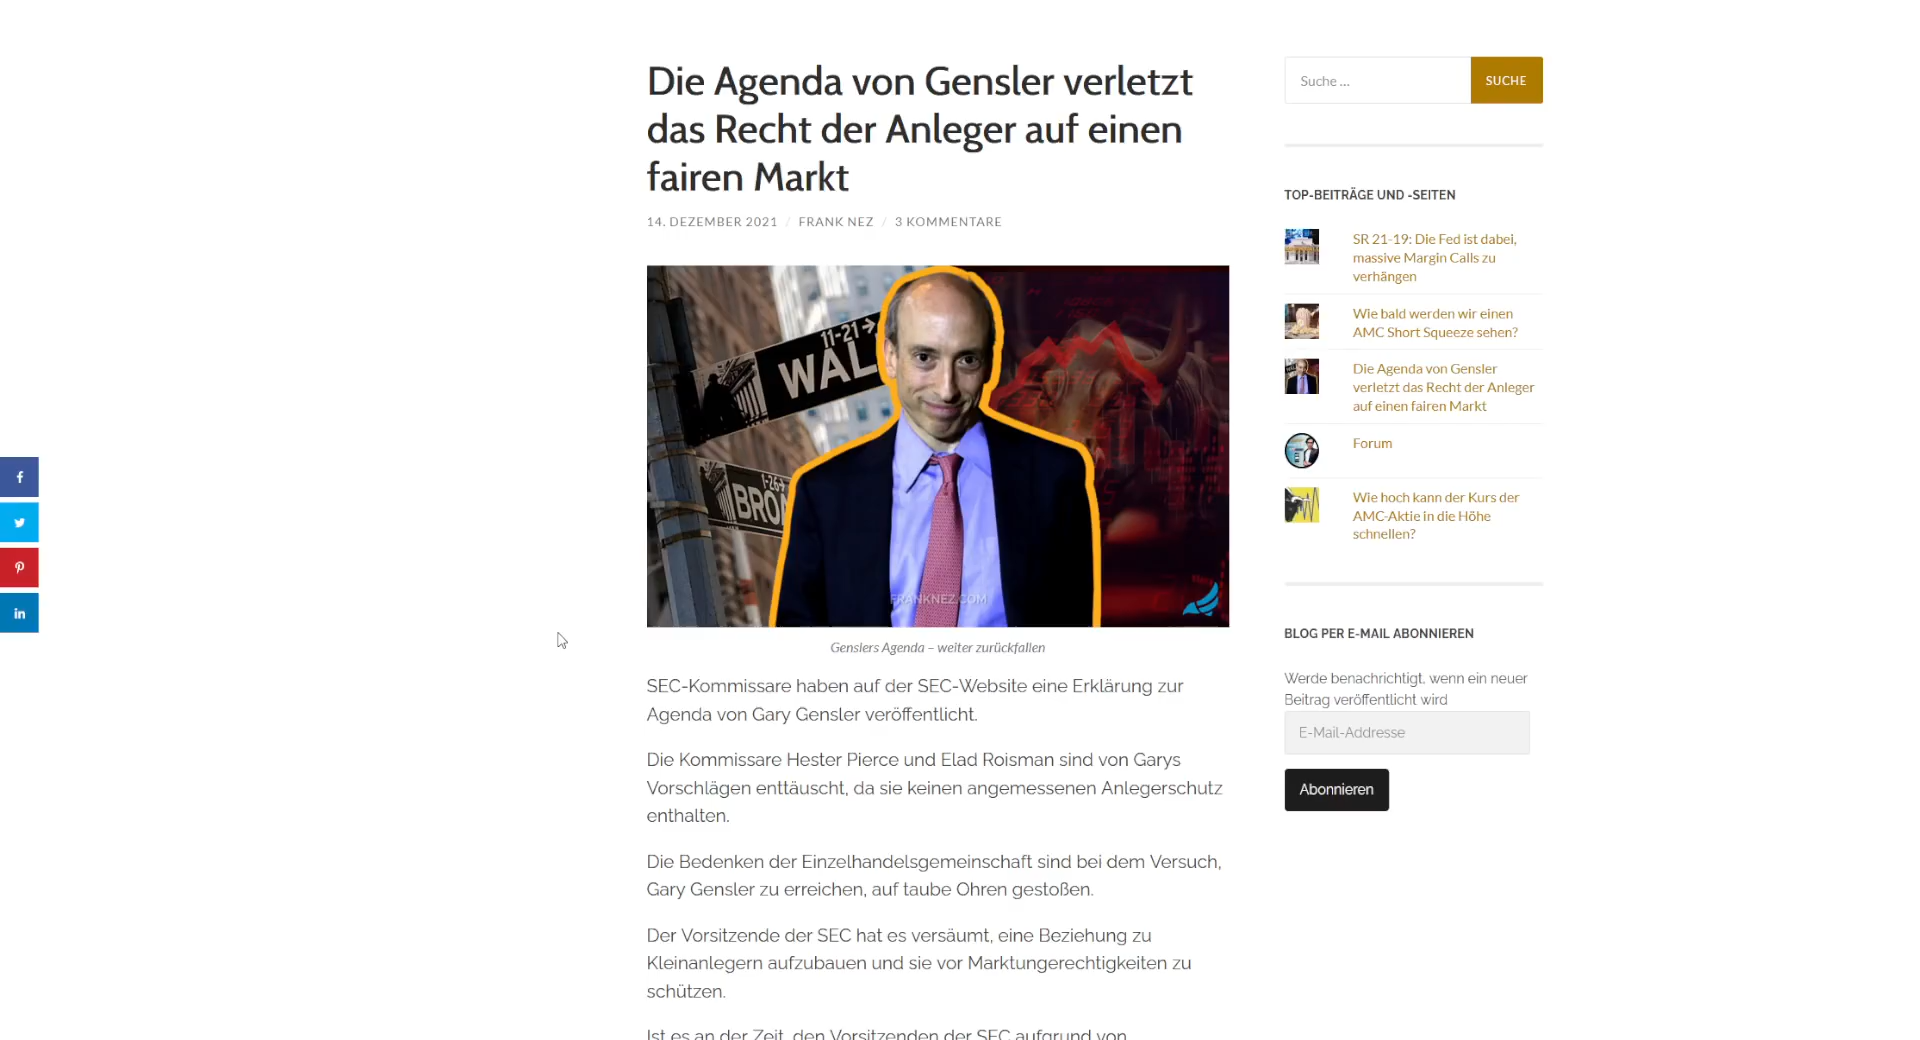 Die Agenda von Gensler verletzt
das Recht der Anleger auf einen
fairen Markt
14. DEZEMBER 2021 / FRANK NEZ / 3 KOMMENTARE
11-21
WAL
1-26
BRO
FRANKNEZ.COM
Genslers Agenda – weiter zurückfallen
SEC-Kommissare haben auf der SEC-Website eine Erklärung zur
Agenda von Gary Gensler veröffentlicht.
Die Kommissare Hester Pierce und Elad Roisman sind von Garys
Vorschlägen enttäuscht, da sie keinen angemessenen Anlegerschutz
enthalten.
Die Bedenken der Einzelhandelsgemeinschaft sind bei dem Versuch,
Gary Gensler zu erreichen, auf taube Ohren gestoßen.
Der Vorsitzende der SEC hat es versäumt, eine Beziehung zu
Kleinanlegern aufzubauen und sie vor Marktungerechtigkeiten zu
schützen.
Ist es an der Zeit, den Vorsitzenden der SEC aufgrund von
Suche ...
SUCHE
TOP-BEITRÄGE UND -SEITEN
SR 21-19: Die Fed ist dabei,
massive Margin Calls zu
verhängen
Wie bald werden wir einen
AMC Short Squeeze sehen?
Die Agenda von Gensler
verletzt das Recht der Anleger
auf einen fairen Markt
Forum
Wie hoch kann der Kurs der
AMC-Aktie in die Höhe
schnellen?
BLOG PER E-MAIL ABONNIEREN
Werde benachrichtigt, wenn ein neuer
Beitrag veröffentlicht wird
E-Mail-Addresse
Abonnieren